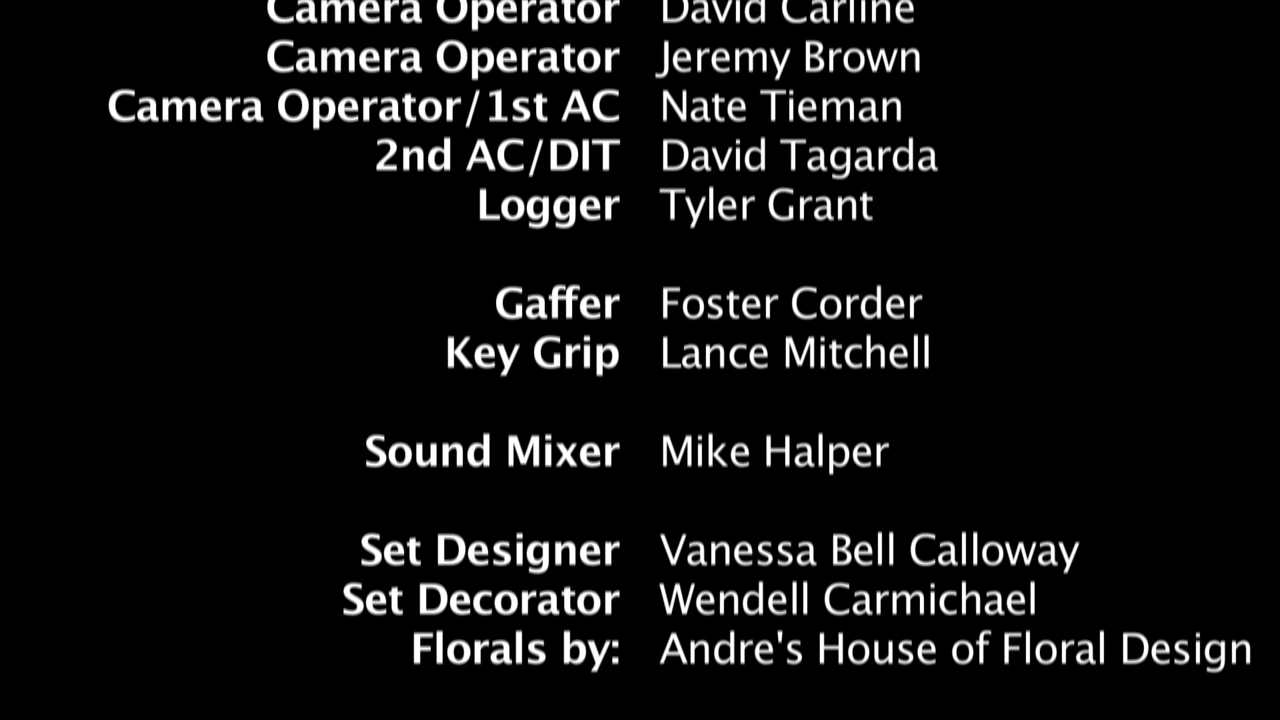 Camera Operator David Carline
Camera Operator Jeremy Brown
Camera Operator/1st AC Nate Tieman
2nd AC/DIT David Tagarda
Logger Tyler Grant
Gaffer Foster Corder
Key Grip Lance Mitchell
Sound Mixer Mike Halper
Set Designer Vanessa Bell Calloway
Set Decorator Wendell Carmichael
Florals by: Andre's House of Floral Design